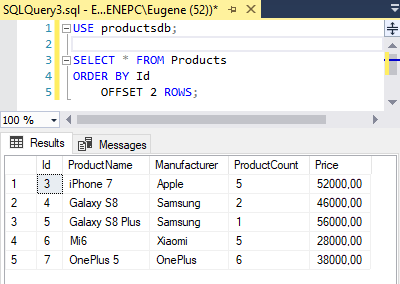 SQLQuery3.sql - E...ENEPC\Eugene (52))*
1 USE productsdb;
2
3 SELECT * FROM Products
4 ORDER BY Id
5 OFFSET 2 ROWS;
100 %
Results Messages
Id ProductName Manufacturer ProductCount Price
1 3 iPhone 7 Apple 5 52000,00
2 4 Galaxy S8 Samsung 2 46000,00
3 5 Galaxy S8 Plus Samsung 1 56000,00
4 6 Mi6 Xiaomi 5 28000,00
5 7 OnePlus 5 OnePlus 6 38000,00